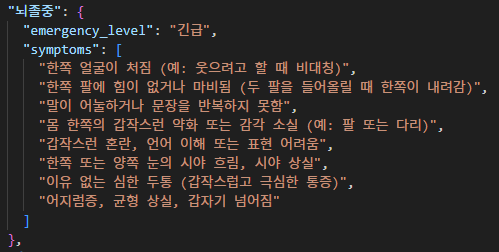 "뇌졸중": {
"emergency_level": "긴급",
"symptoms": [
"한쪽 얼굴이 처짐 (예: 웃으려고 할 때 비대칭)",
"한쪽 팔에 힘이 없거나 마비됨 (두 팔을 들어올릴 때 한쪽이 내려감)",
"말이 어눌하거나 문장을 반복하지 못함",
"몸 한쪽의 갑작스런 약화 또는 감각 소실 (예: 팔 또는 다리)",
"갑작스런 혼란, 언어 이해 또는 표현 어려움",
"한쪽 또는 양쪽 눈의 시야 흐림, 시야 상실",
"이유 없는 심한 두통 (갑작스럽고 극심한 통증)",
"어지럼증, 균형 상실, 갑자기 넘어짐"
]
},